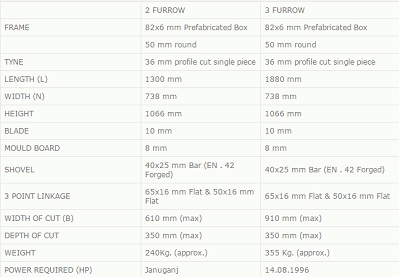 2 FURROW 3 FURROW
FRAME 82x6 mm Prefabricated Box 82x6 mm Prefabricated Box
50 mm round 50 mm round
TYNE 36 mm profile cut single piece 36 mm profile cut single piece
LENGTH (L) 1300 mm 1880 mm
WIDTH (N) 738 mm 738 mm
HEIGHT 1066 mm 1066 mm
BLADE 10 mm 10 mm
MOULD BOARD 8 mm 8 mm
SHOVEL 40x25 mm Bar (EN . 42 Forged) 40x25 mm Bar (EN . 42 Forged)
3 POINT LINKAGE 65x16 mm Flat & 50x16 mm Flat 65x16 mm Flat & 50x16 mm Flat
WIDTH OF CUT (B) 610 mm (max) 910 mm (max)
DEPTH OF CUT 350 mm (max) 350 mm (max)
WEIGHT 240Kg. (approx.) 355 Kg. (approx.)
POWER REQUIRED (HP) Januganj 14.08.1996